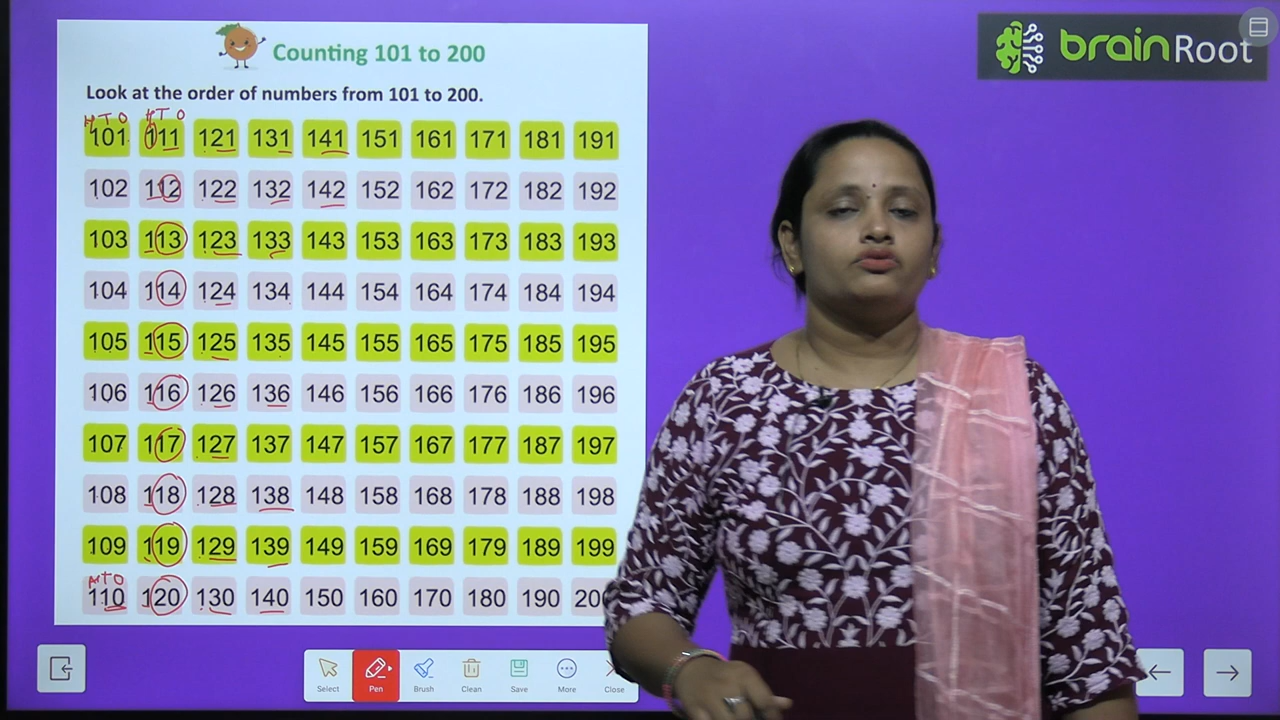 Counting 101 to 200
brainRoot
Look at the order of numbers from 101 to 200.
H T O H T O
101 111 121 131 141 151 161 171 181 191
102 112 122 132 142 152 162 172 182 192
103 113 123 133 143 153 163 173 183 193
104 114 124 134 144 154 164 174 184 194
105 115 125 135 145 155 165 175 185 195
106 116 126 136 146 156 166 176 186 196
107 117 127 137 147 157 167 177 187 197
108 118 128 138 148 158 168 178 188 198
109 119 129 139 149 159 169 179 189 199
H T O
110 120 130 140 150 160 170 180 190 200
Select Pen Brush Clean Save More Close